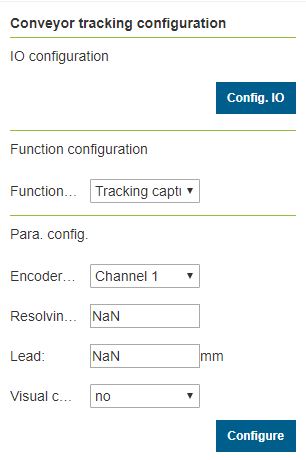 Conveyor tracking configuration
IO configuration
Config. IO
Function configuration
Function... Tracking captu
Para. config.
Encoder... Channel 1
Resolvin... NaN
Lead: NaN mm
Visual c... no
Configure